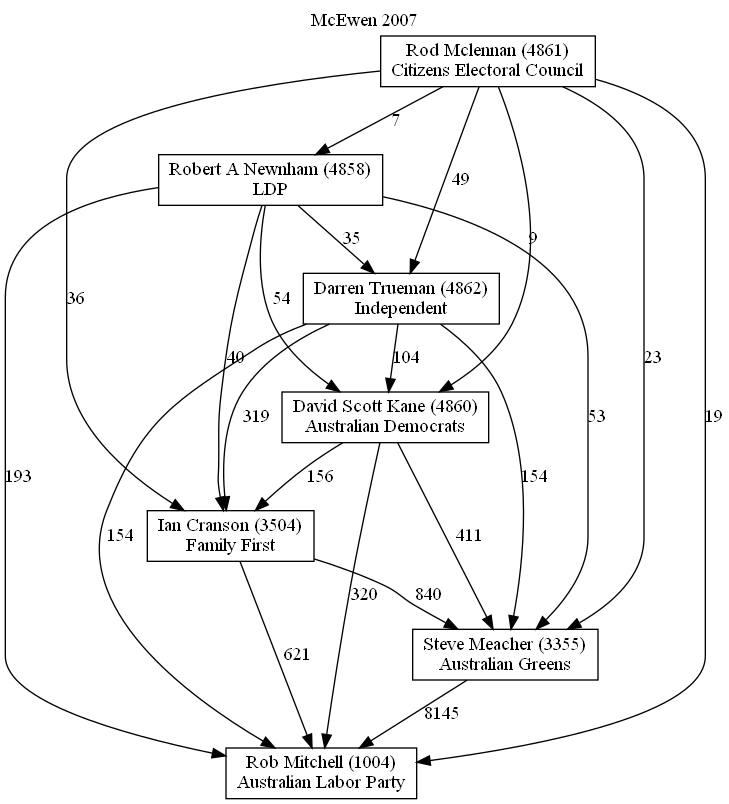 McEwen 2007
Rod Mclennan (4861)
Citizens Electoral Council
7
Robert A Newnham (4858)
LDP
49
35
9
Darren Trueman (4862)
Independent
36
54
40
104
23
319
David Scott Kane (4860)
Australian Democrats
53
19
193
156
154
Ian Cranson (3504)
Family First
154
411
320
840
Steve Meacher (3355)
Australian Greens
621
8145
Rob Mitchell (1004)
Australian Labor Party